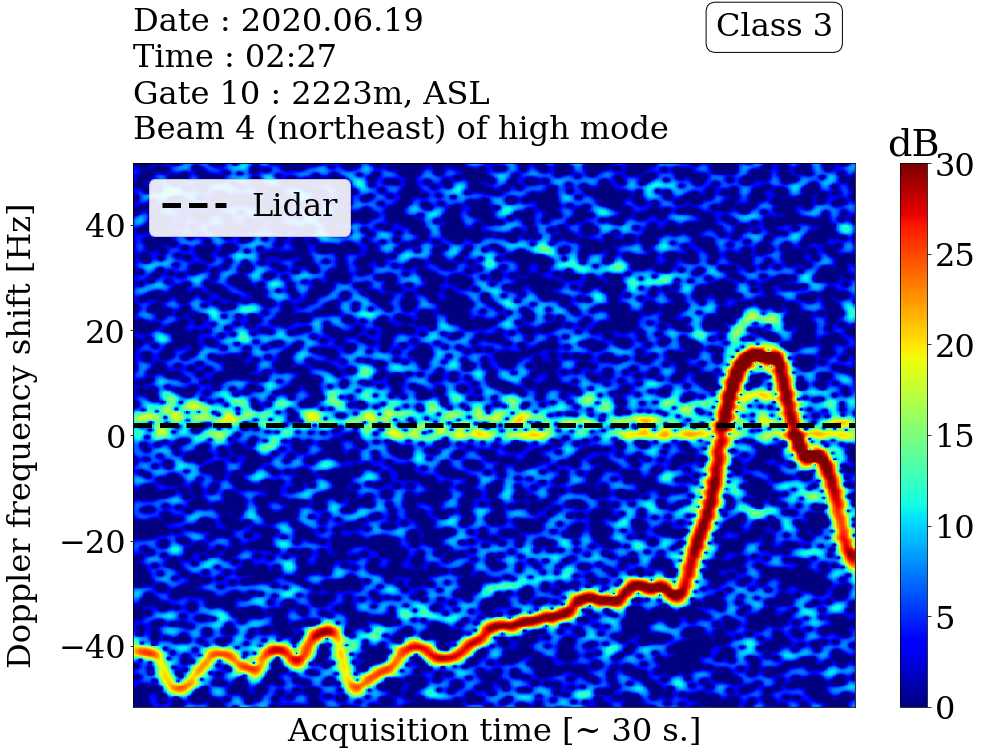 Date : 2020.06.19
Time : 02:27
Gate 10 : 2223m, ASL
Beam 4 (northeast) of high mode
Class 3
dB
Lidar
Doppler frequency shift [Hz]
40
20
0
−20
−40
30
25
20
15
10
5
0
Acquisition time [~ 30 s.]